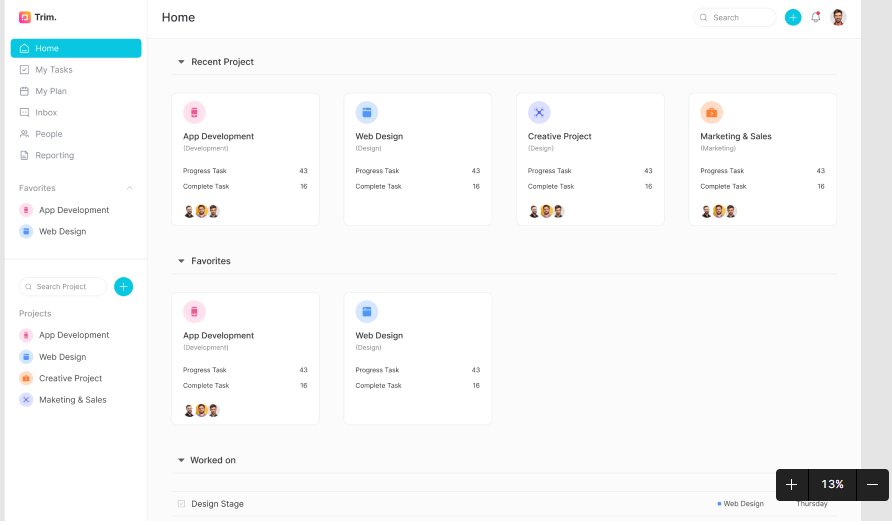 Trim.
Home
My Tasks
My Plan
Inbox
People
Reporting
Favorites
App Development
Web Design
Search Project
Projects
App Development
Web Design
Creative Project
Maketing & Sales
Home
Search
Recent Project
App Development
(Development)
Progress Task 43
Complete Task 16
Web Design
(Design)
Progress Task 43
Complete Task 16
Creative Project
(Design)
Progress Task 43
Complete Task 16
Marketing & Sales
(Marketing)
Progress Task 43
Complete Task 16
Favorites
App Development
(Development)
Progress Task 43
Complete Task 16
Web Design
(Design)
Progress Task 43
Complete Task 16
Worked on
Design Stage Web Design Thursday
13%